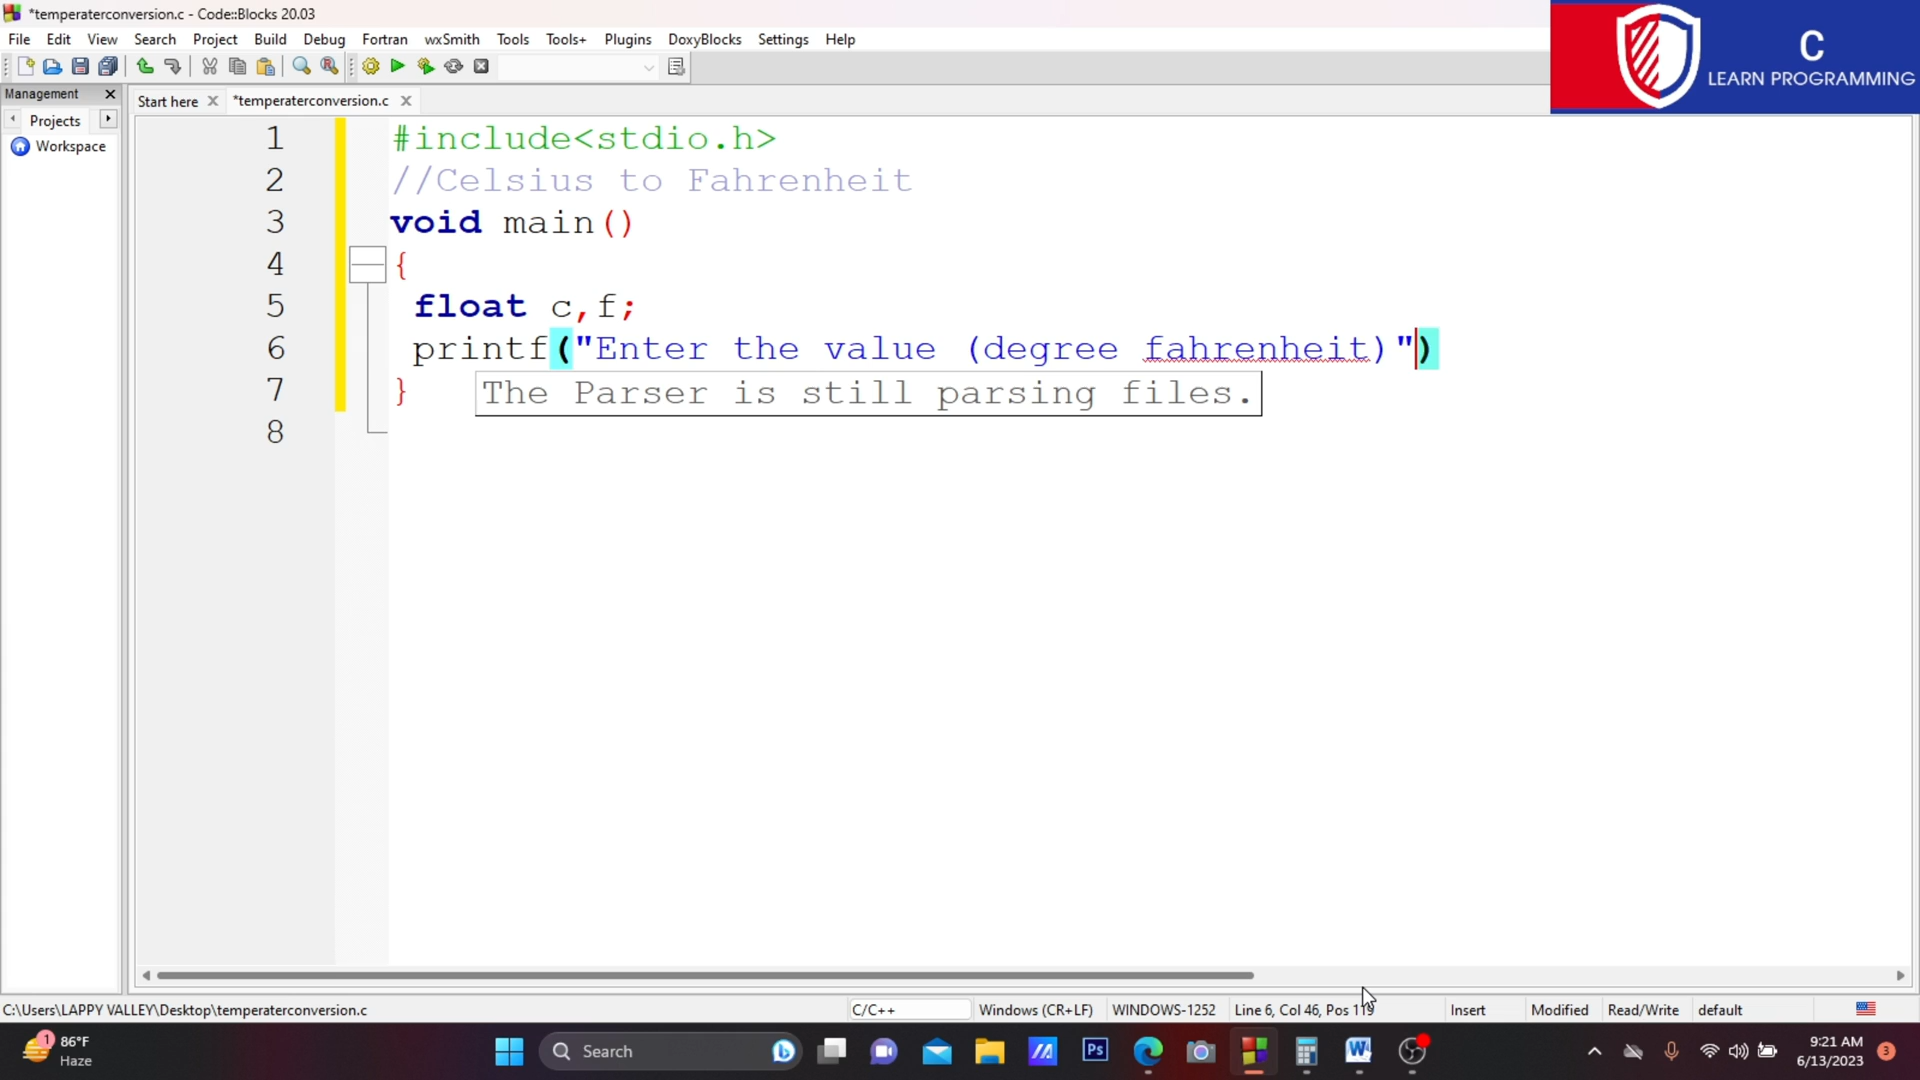 *temperaterconversion.c - Code::Blocks 20.03
File Edit View Search Project Build Debug Fortran wxSmith Tools Tools+ Plugins DoxyBlocks Settings Help
C
LEARN PROGRAMMING
Management
Start here *temperaterconversion.c
Projects
Workspace
1 #include<stdio.h>
2 //Celsius to Fahrenheit
3 void main()
4 {
5 float c,f;
6 printf("Enter the value (degree fahrenheit)")
7 } The Parser is still parsing files.
8
C:\Users\LAPPY VALLEY\Desktop\temperaterconversion.c C/C++ Windows (CR+LF) WINDOWS-1252 Line 6, Col 46, Pos 119 Insert Modified Read/Write default
1 86°F
Haze
Search
Ps
W
9:21 AM
6/13/2023
3